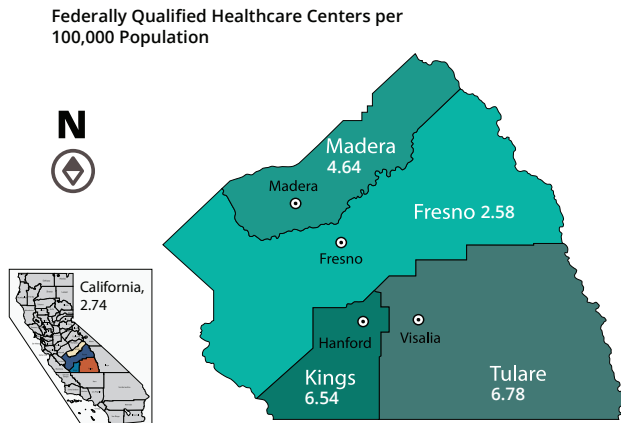 Federally Qualified Healthcare Centers per
100,000 Population
N
Madera
4.64
Madera
Fresno 2.58
Fresno
California,
2.74
Hanford
Visalia
Kings
6.54
Tulare
6.78